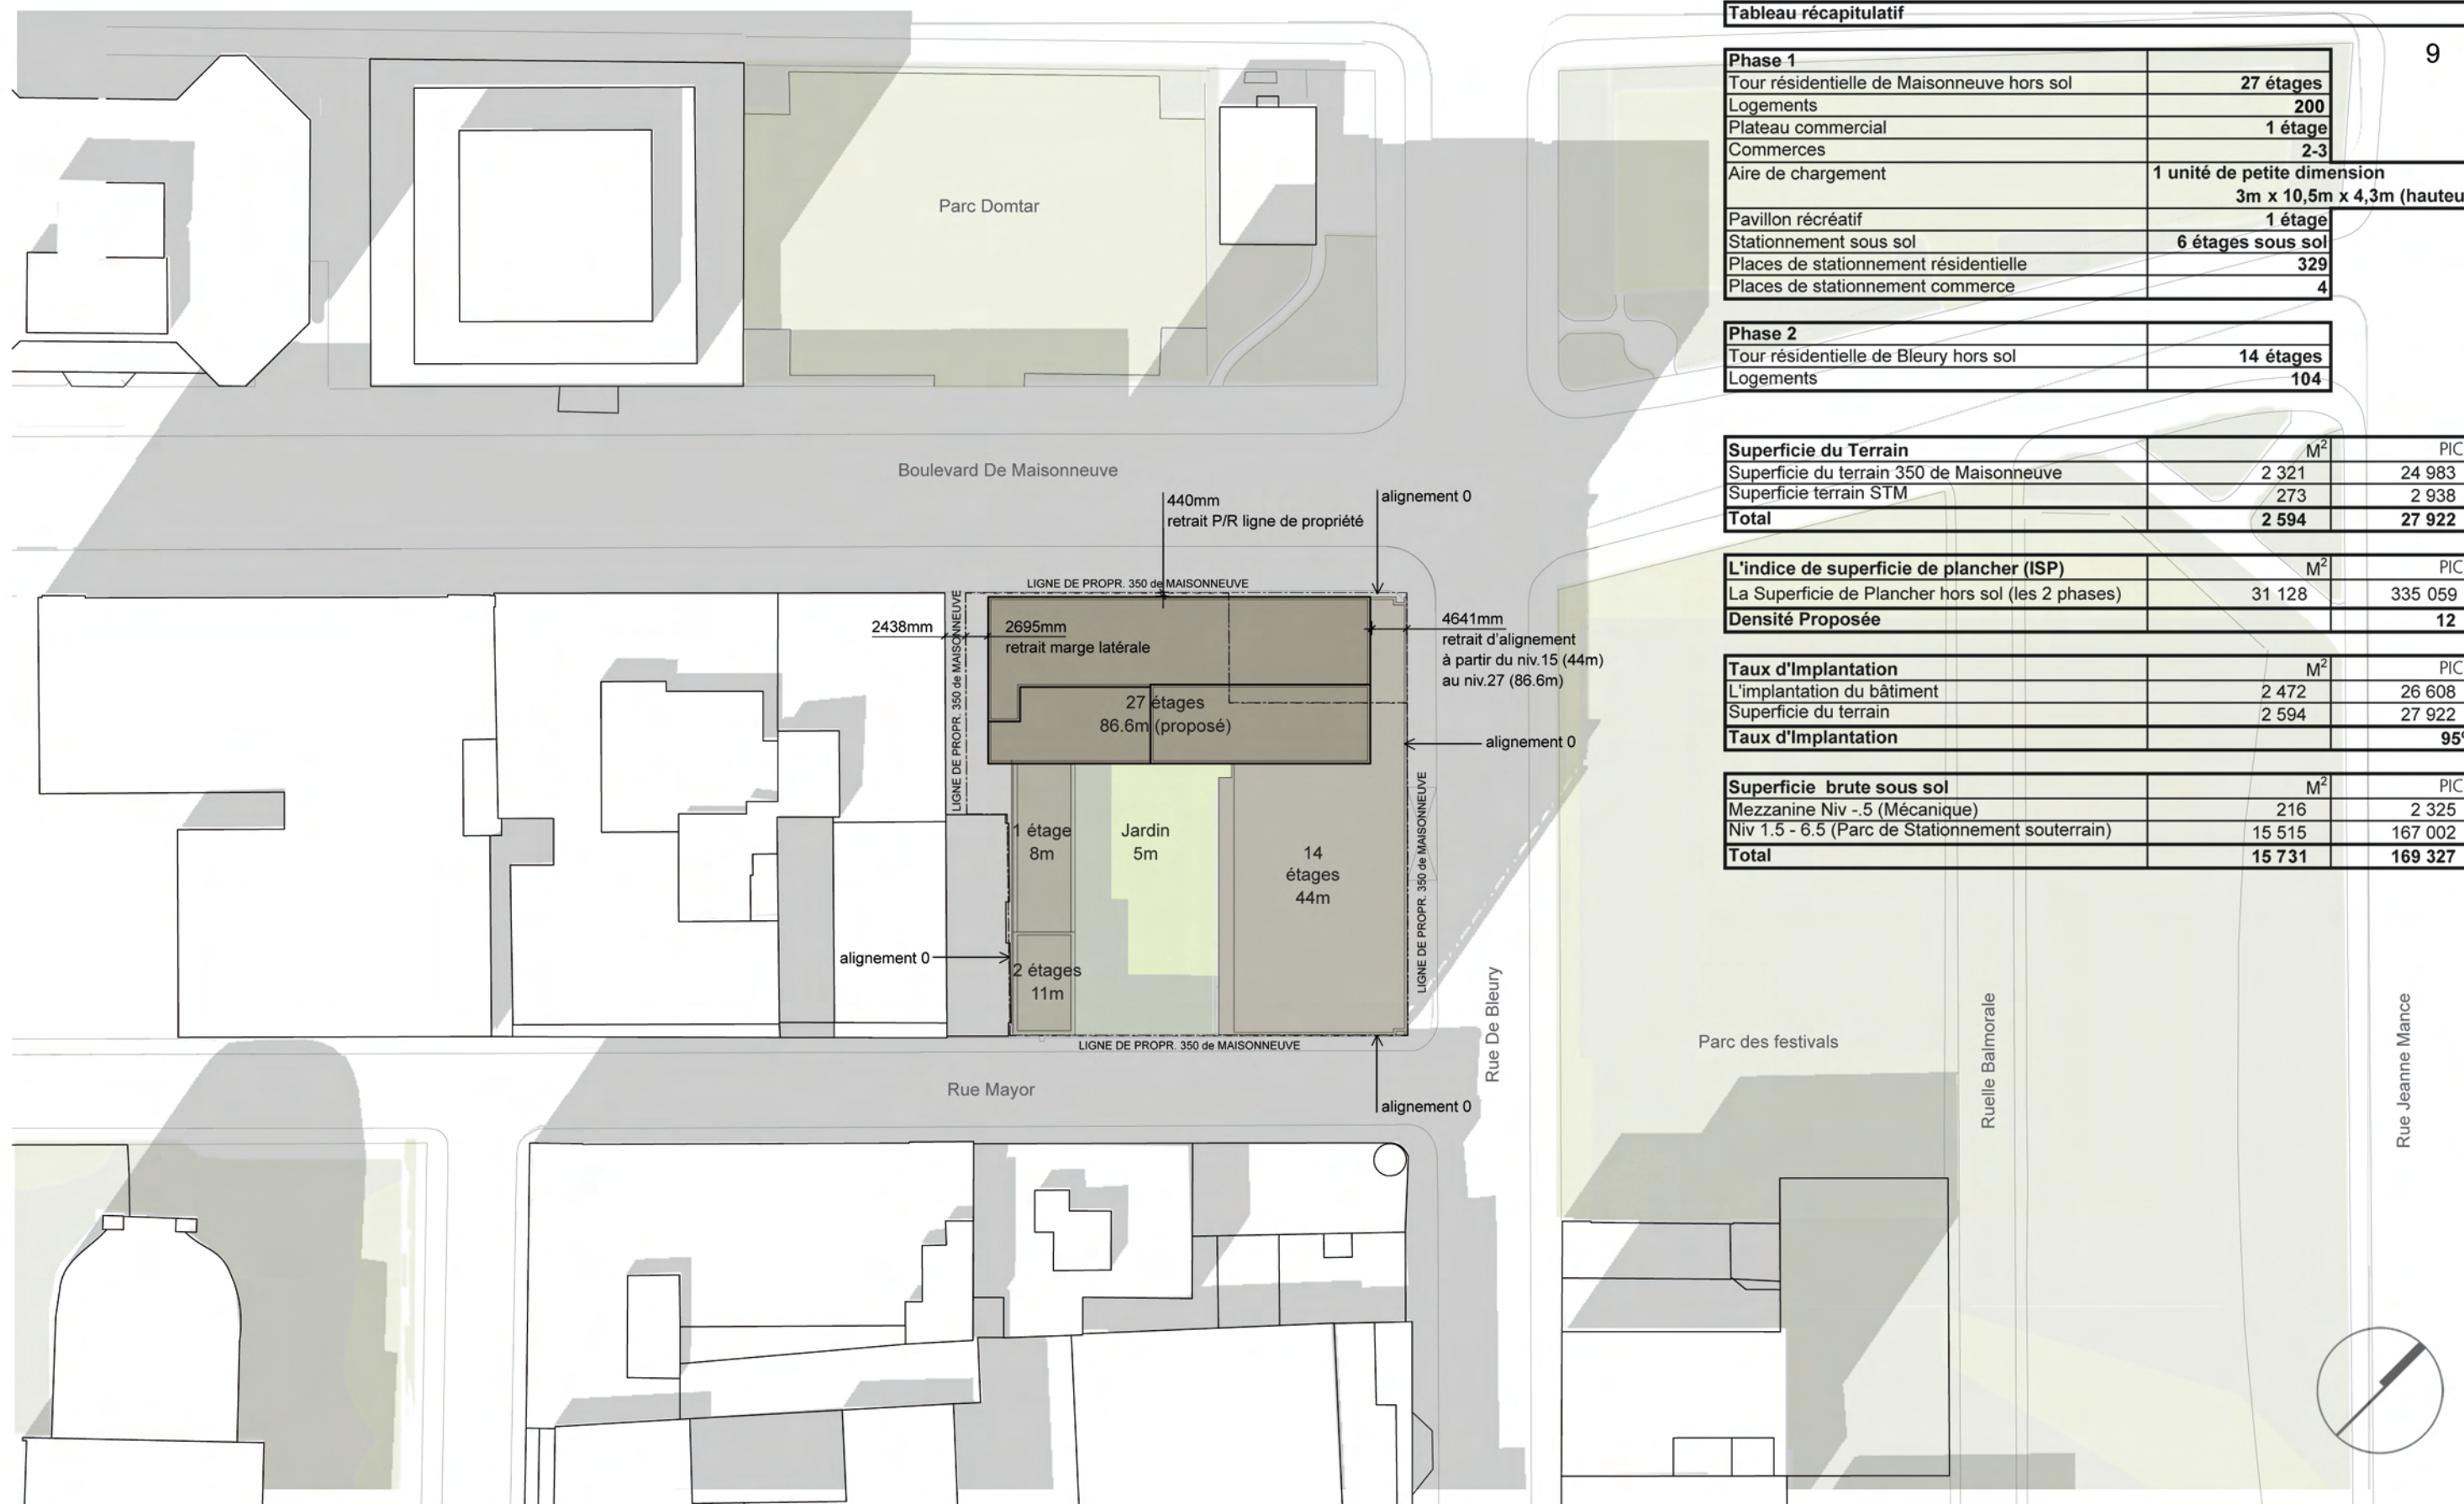 Tableau récapitulatif
9
Phase 1
Tour résidentielle de Maisonneuve hors sol 27 étages
Logements 200
Plateau commercial 1 étage
Commerces 2-3
Aire de chargement 1 unité de petite dimension
3m x 10,5m x 4,3m (hauteu
Pavillon récréatif 1 étage
Stationnement sous sol 6 étages sous sol
Places de stationnement résidentielle 329
Places de stationnement commerce 4
Phase 2
Tour résidentielle de Bleury hors sol 14 étages
Logements 104
Superficie du Terrain M² PIC
Superficie du terrain 350 de Maisonneuve 2 321 24 983
Superficie terrain STM 273 2 938
Total 2 594 27 922
L'indice de superficie de plancher (ISP) M² PIC
La Superficie de Plancher hors sol (les 2 phases) 31 128 335 059
Densité Proposée 12
Taux d'Implantation M² PIC
L'implantation du bâtiment 2 472 26 608
Superficie du terrain 2 594 27 922
Taux d'Implantation 95
Superficie brute sous sol M² PIC
Mezzanine Niv -.5 (Mécanique) 216 2 325
Niv 1.5 - 6.5 (Parc de Stationnement souterrain) 15 515 167 002
Total 15 731 169 327
Parc Domtar
Boulevard De Maisonneuve
440mm
retrait P/R ligne de propriété
alignement 0
LIGNE DE PROPR. 350 de MAISONNEUVE
LIGNE DE PROPR. 350 de MAISONNEUVE
2438mm
2695mm
retrait marge latérale
4641mm
retrait d'alignement
à partir du niv.15 (44m)
au niv.27 (86.6m)
27 étages
86.6m (proposé)
alignement 0
LIGNE DE PROPR. 350 de MAISONNEUVE
1 étage
8m
Jardin
5m
14
étages
44m
alignement 0
2 étages
11m
LIGNE DE PROPR. 350 de MAISONNEUVE
Rue Mayor
alignement 0
Rue De Bleury
Parc des festivals
Ruelle Balmorale
Rue Jeanne Mance